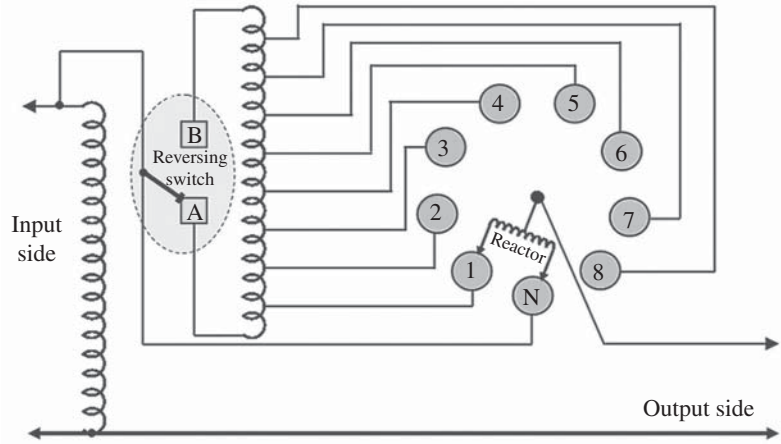 B
Reversing
switch
A
Input
side
1
2
3
4
5
6
7
8
N
Reactor
Output side